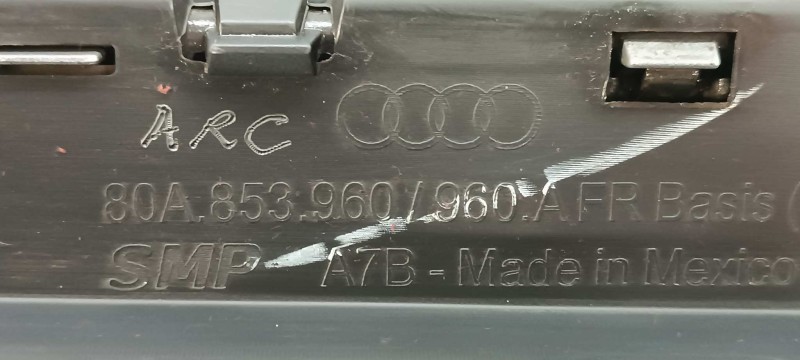 ARC
80A.853.960 / 960.A FR Basis (
SMP A7B - Made in Mexico